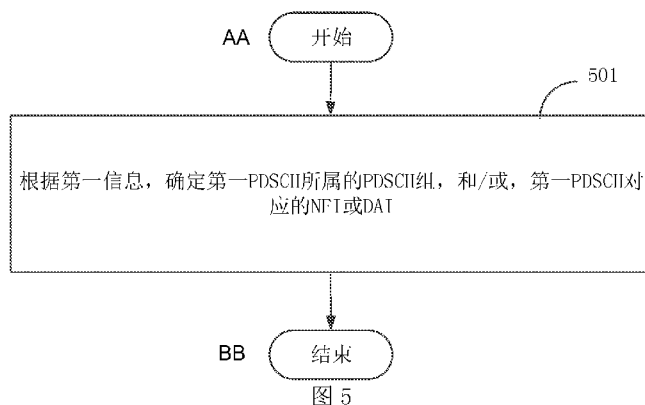 AA
开始
501
根据第一信息，确定第一PDSCH所属的PDSCH组，和/或，第一PDSCH对
应的NFI或DAI
BB
结束
图 5